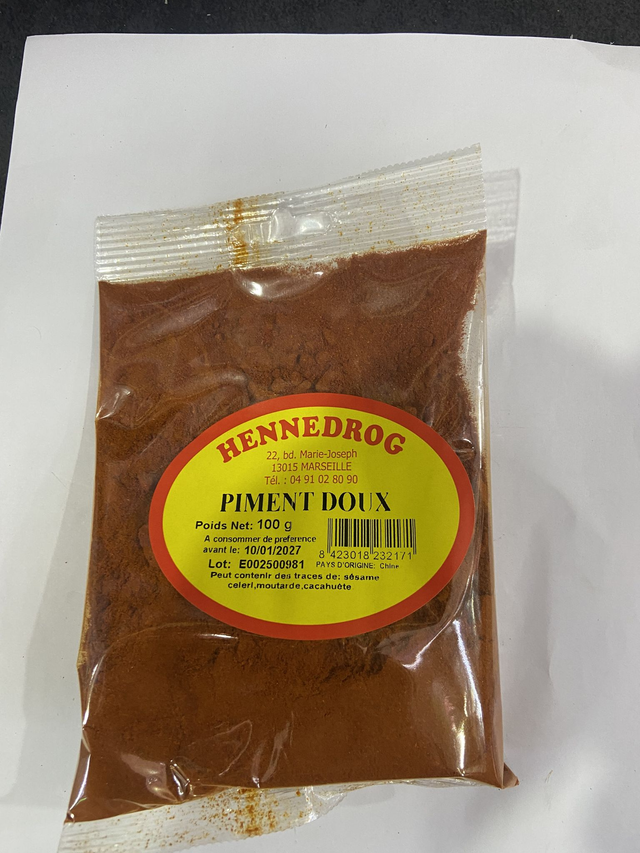 HENNEDROG
22, bd. Marie-Joseph
13015 MARSEILLE
Tél. : 04 91 02 80 90
PIMENT DOUX
Poids Net: 100 g
A consommer de preference
avant le: 10/01/2027
Lot: E002500981
8 423018 232171
PAYS D'ORIGINE: Chine
Peut contenir des traces de: sésame
celeri,moutarde,cacahuète